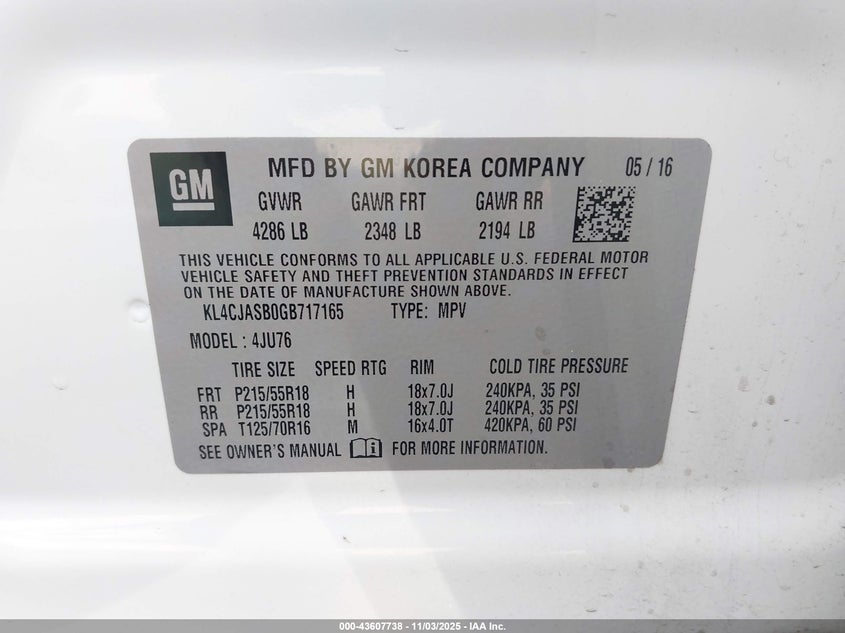 GM
MFD BY GM KOREA COMPANY 05 / 16
GVWR GAWR FRT GAWR RR
4286 LB 2348 LB 2194 LB
THIS VEHICLE CONFORMS TO ALL APPLICABLE U.S. FEDERAL MOTOR
VEHICLE SAFETY AND THEFT PREVENTION STANDARDS IN EFFECT
ON THE DATE OF MANUFACTURE SHOWN ABOVE.
KL4CJASB0GB717165 TYPE: MPV
MODEL : 4JU76
TIRE SIZE SPEED RTG RIM COLD TIRE PRESSURE
FRT P215/55R18 H 18x7.0J 240KPA, 35 PSI
RR P215/55R18 H 18x7.0J 240KPA, 35 PSI
SPA T125/70R16 M 16x4.0T 420KPA, 60 PSI
SEE OWNER'S MANUAL FOR MORE INFORMATION.
000-43607738 - 11/03/2025 - IAA Inc.